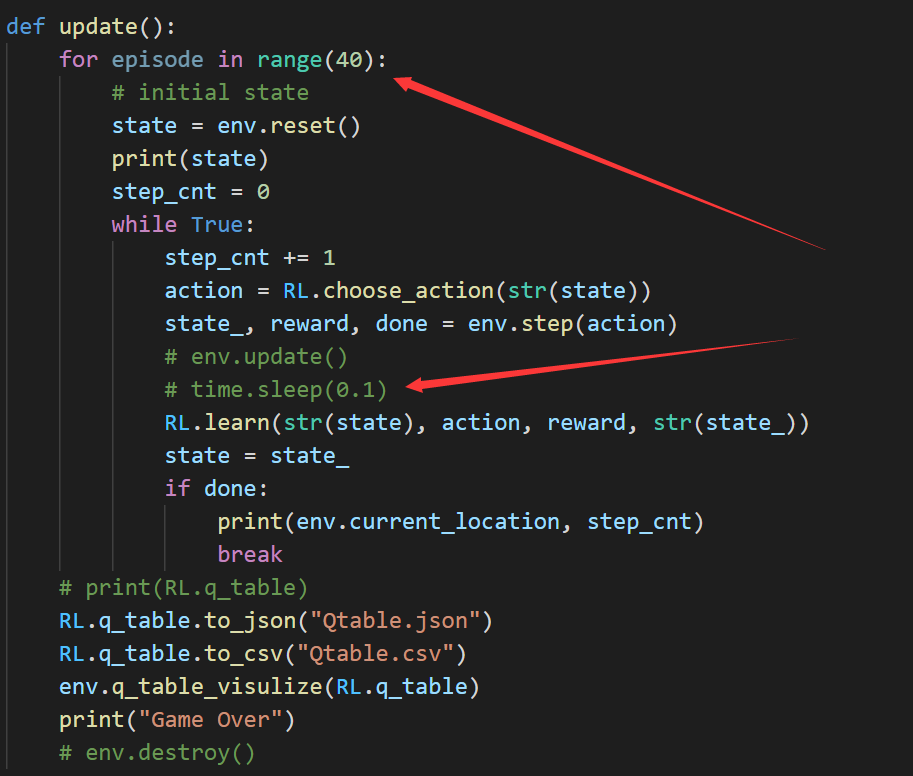 def update():
    for episode in range(40):
        # initial state
        state = env.reset()
        print(state)
        step_cnt = 0
        while True:
            step_cnt += 1
            action = RL.choose_action(str(state))
            state_, reward, done = env.step(action)
            # env.update()
            # time.sleep(0.1)
            RL.learn(str(state), action, reward, str(state_))
            state = state_
            if done:
                print(env.current_location, step_cnt)
                break
    # print(RL.q_table)
    RL.q_table.to_json("Qtable.json")
    RL.q_table.to_csv("Qtable.csv")
    env.q_table_visulize(RL.q_table)
    print("Game Over")
    # env.destroy()